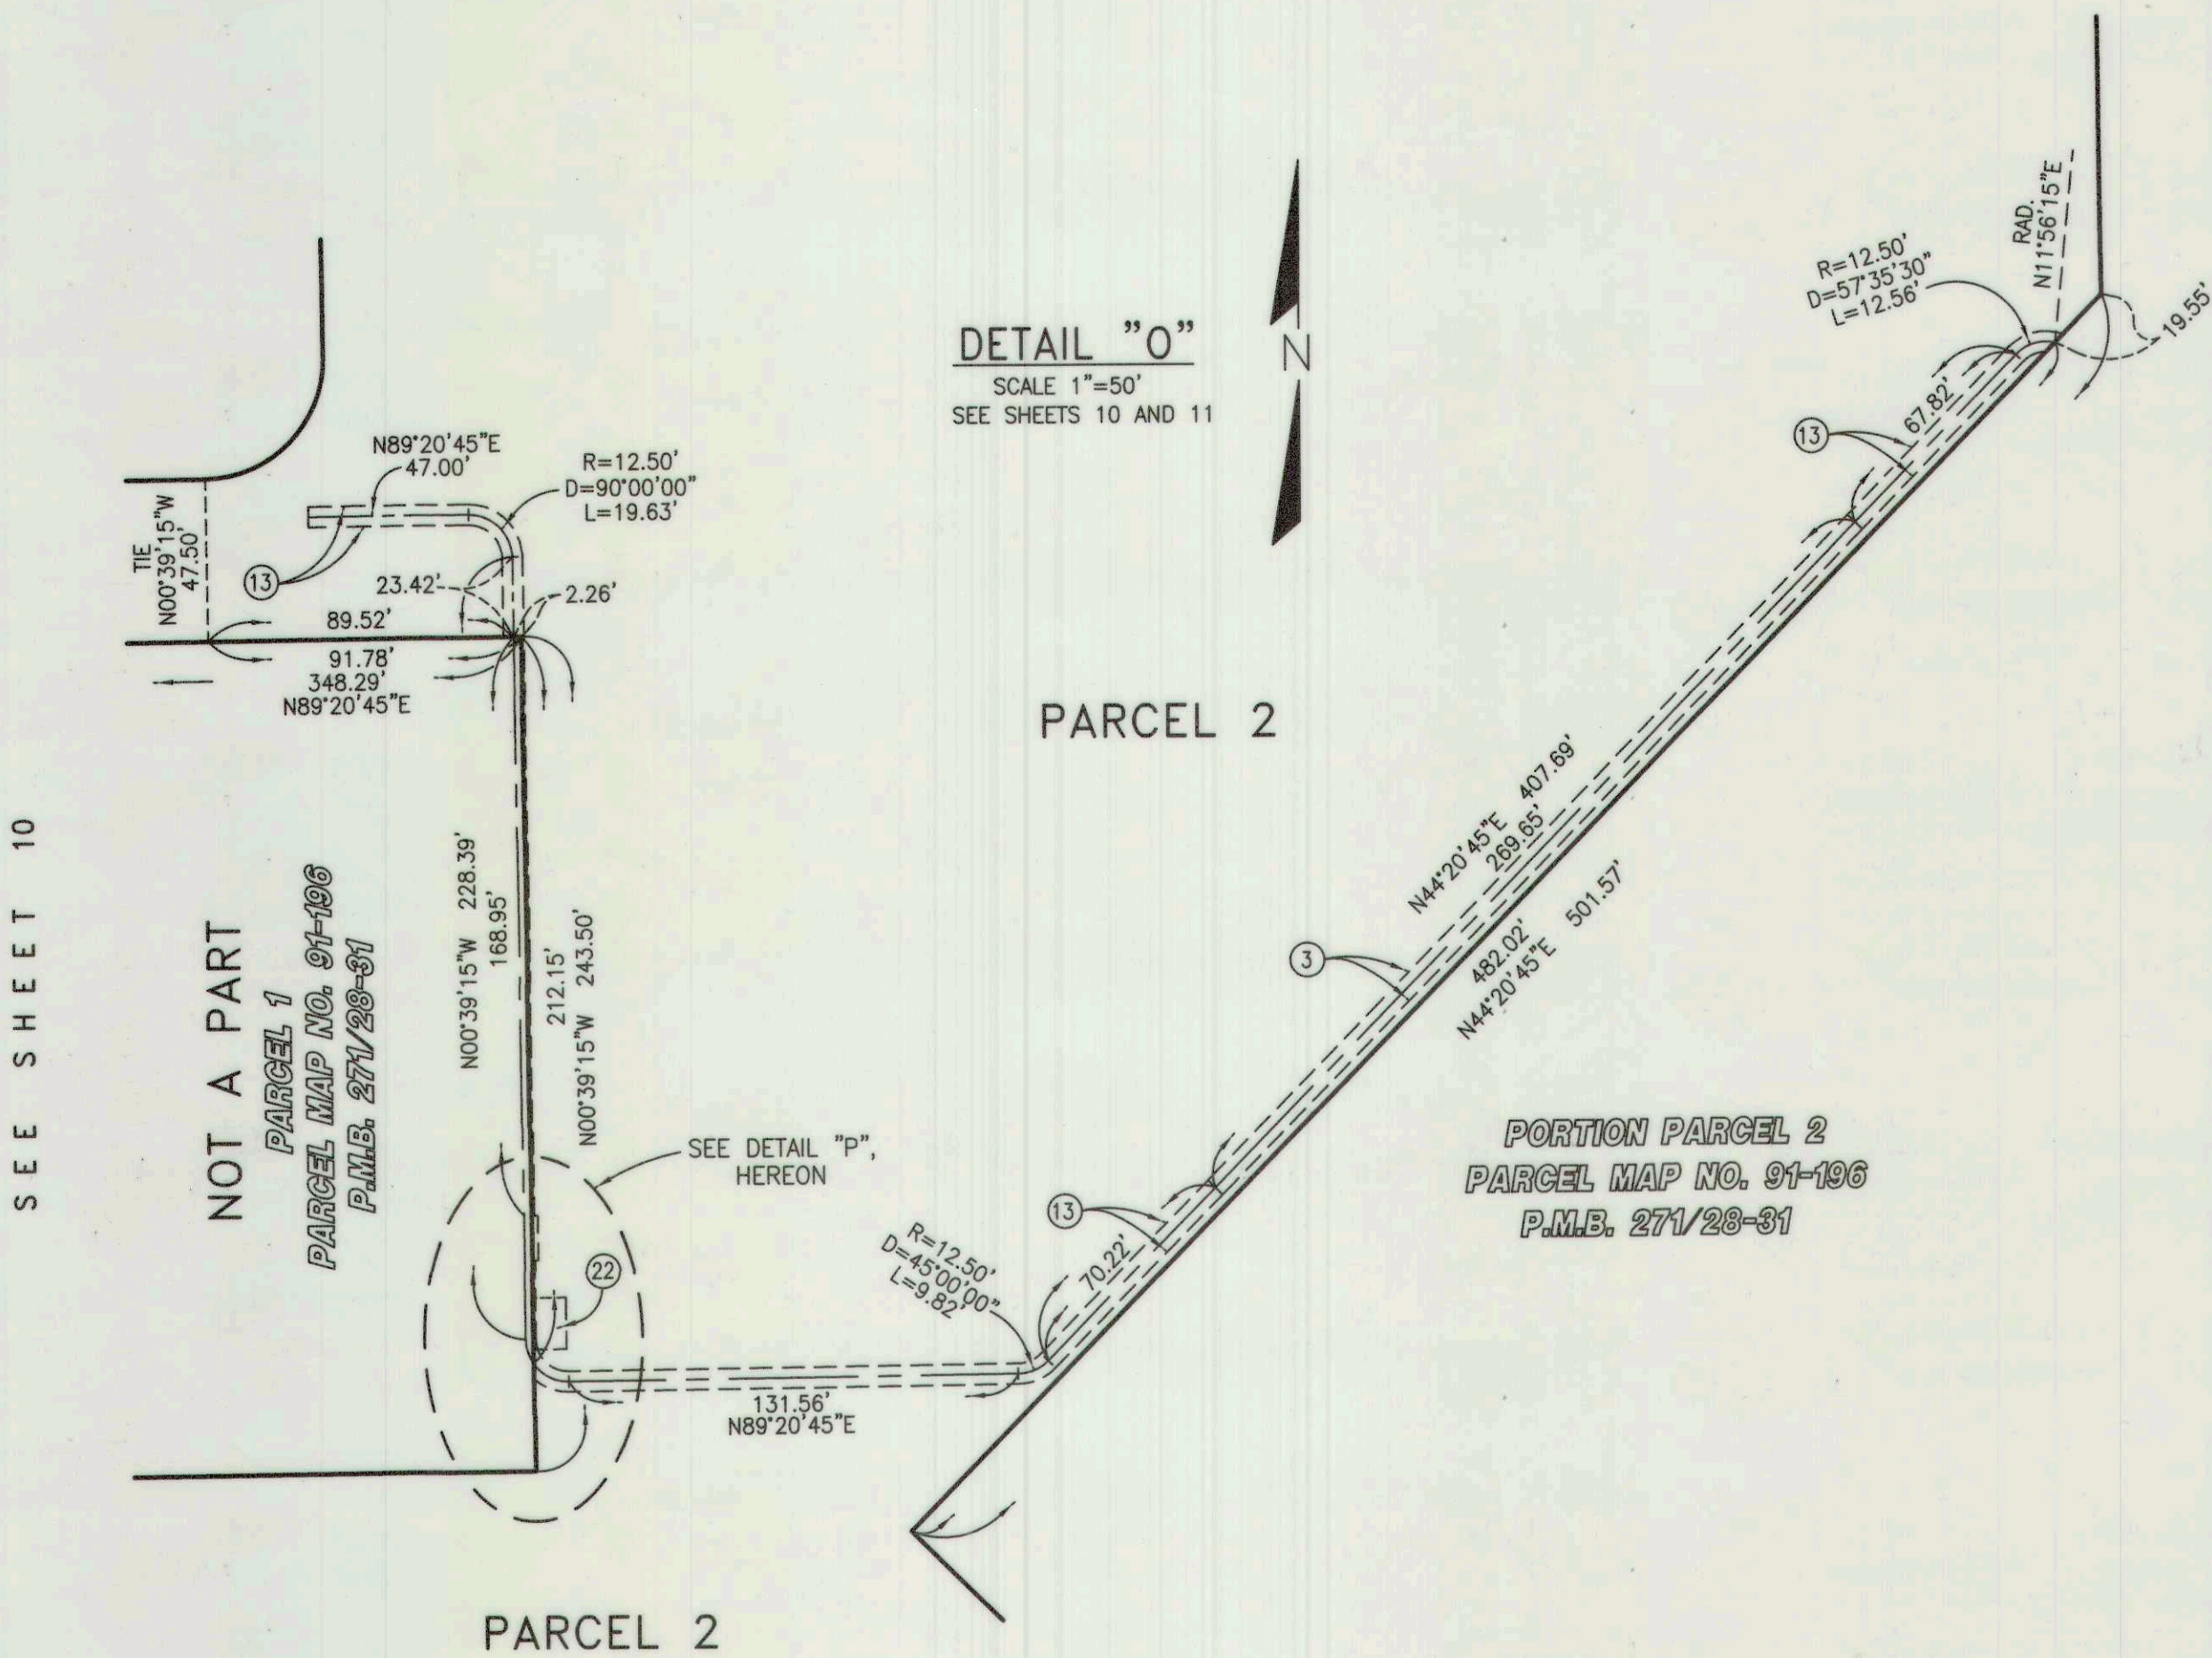 DETAIL "O"
SCALE 1"=50'
SEE SHEETS 10 AND 11
N
RAD.
N11°56'15"E
R=12.50'
D=57°35'30"
L=12.56'
19.55'
67.82'
13
N89°20'45"E
47.00'
R=12.50'
D=90°00'00"
L=19.63'
TIE
N00°39'15"W
47.50'
13
23.42'
2.26'
89.52'
91.78'
348.29'
N89°20'45"E
PARCEL 2
SEE SHEET 10
NOT A PART
PARCEL 1
PARCEL MAP NO. 91-196
P.M.B. 271/28-31
N00°39'15"W 228.39'
168.95'
212.15'
N00°39'15"W 243.50'
N44°20'45"E 407.69'
269.65'
3
482.02'
N44°20'45"E 501.57'
SEE DETAIL "P",
HEREON
22
13
70.22'
R=12.50'
D=45°00'00"
L=9.82'
131.56'
N89°20'45"E
PORTION PARCEL 2
PARCEL MAP NO. 91-196
P.M.B. 271/28-31
PARCEL 2